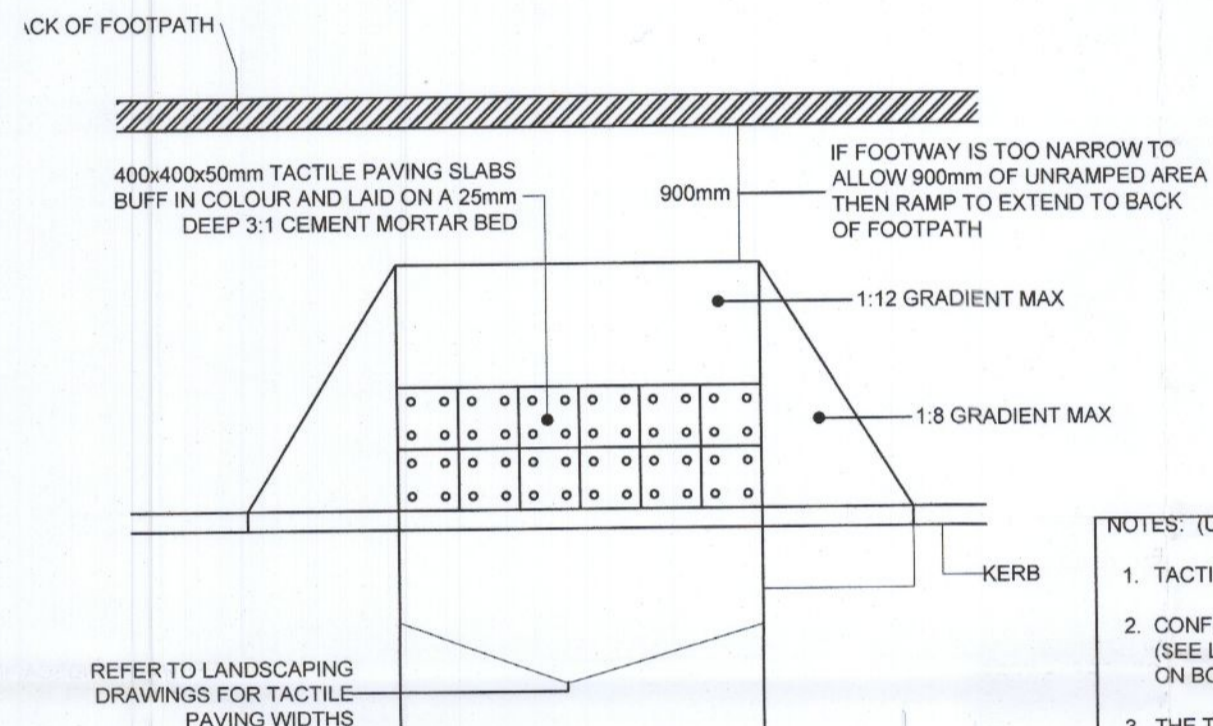 CK OF FOOTPATH
400x400x50mm TACTILE PAVING SLABS
BUFF IN COLOUR AND LAID ON A 25mm
DEEP 3:1 CEMENT MORTAR BED
900mm
IF FOOTWAY IS TOO NARROW TO
ALLOW 900mm OF UNRAMPED AREA
THEN RAMP TO EXTEND TO BACK
OF FOOTPATH
1:12 GRADIENT MAX
1:8 GRADIENT MAX
KERB
REFER TO LANDSCAPING
DRAWINGS FOR TACTILE
PAVING WIDTHS
NOTES: (U
1. TACTI
2. CONF
(SEE L
ON BO
3. THE T